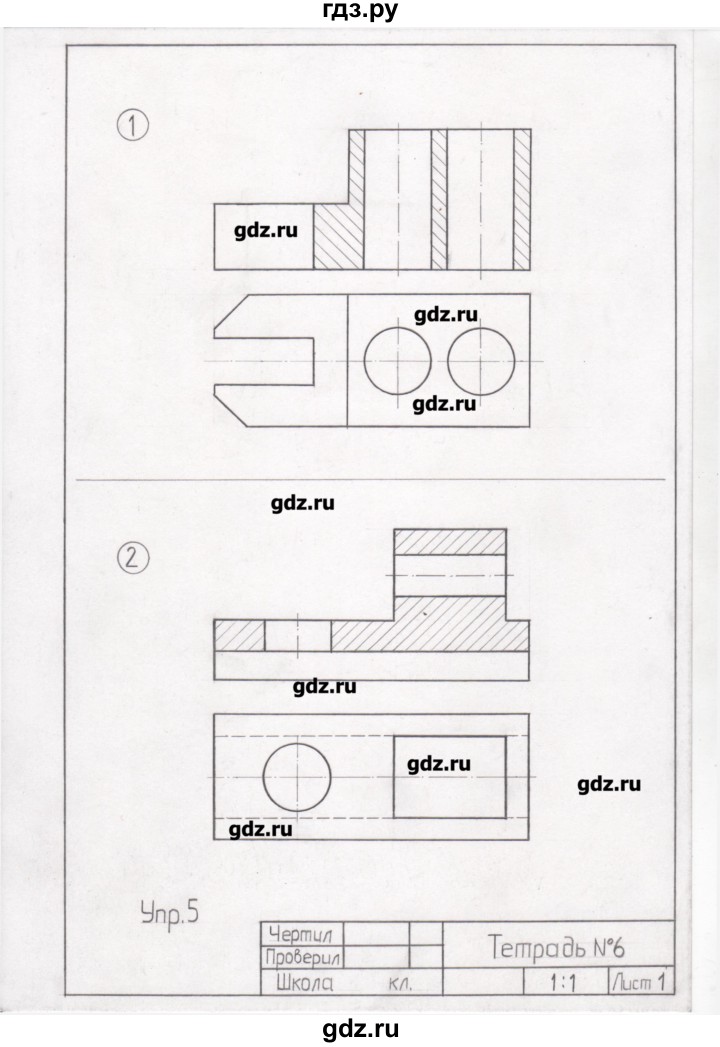 гдз.ру
1
gdz.ru
gdz.ru
gdz.ru
gdz.ru
2
gdz.ru
gdz.ru
gdz.ru
gdz.ru
Упр.5
Чертил
Проверил
Тетрадь №6
Школа кл. 1:1 Лист 1
gdz.ru